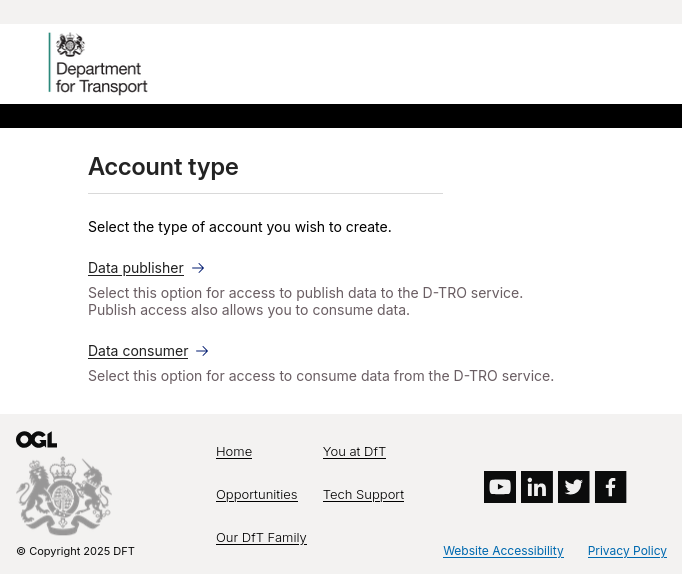 Department
for Transport
Account type
Select the type of account you wish to create.
Data publisher →
Select this option for access to publish data to the D-TRO service.
Publish access also allows you to consume data.
Data consumer →
Select this option for access to consume data from the D-TRO service.
OGL
Home
You at DfT
Opportunities
Tech Support
Our DfT Family
© Copyright 2025 DFT
Website Accessibility
Privacy Policy